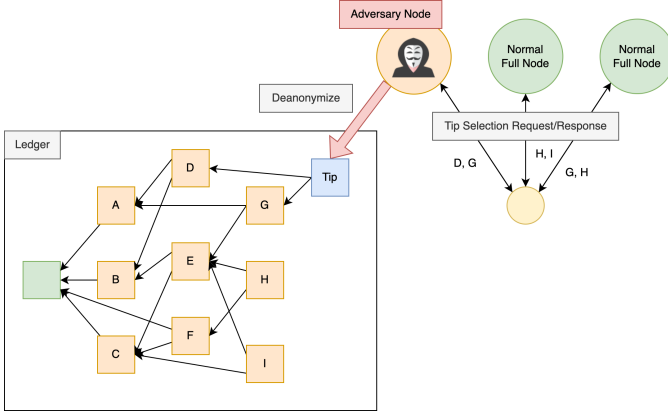 Adversary Node
Normal
Full Node
Normal
Full Node
Deanonymize
Tip Selection Request/Response
Ledger
H, I
D, G
G, H
D
Tip
A
G
E
B
H
F
C
I